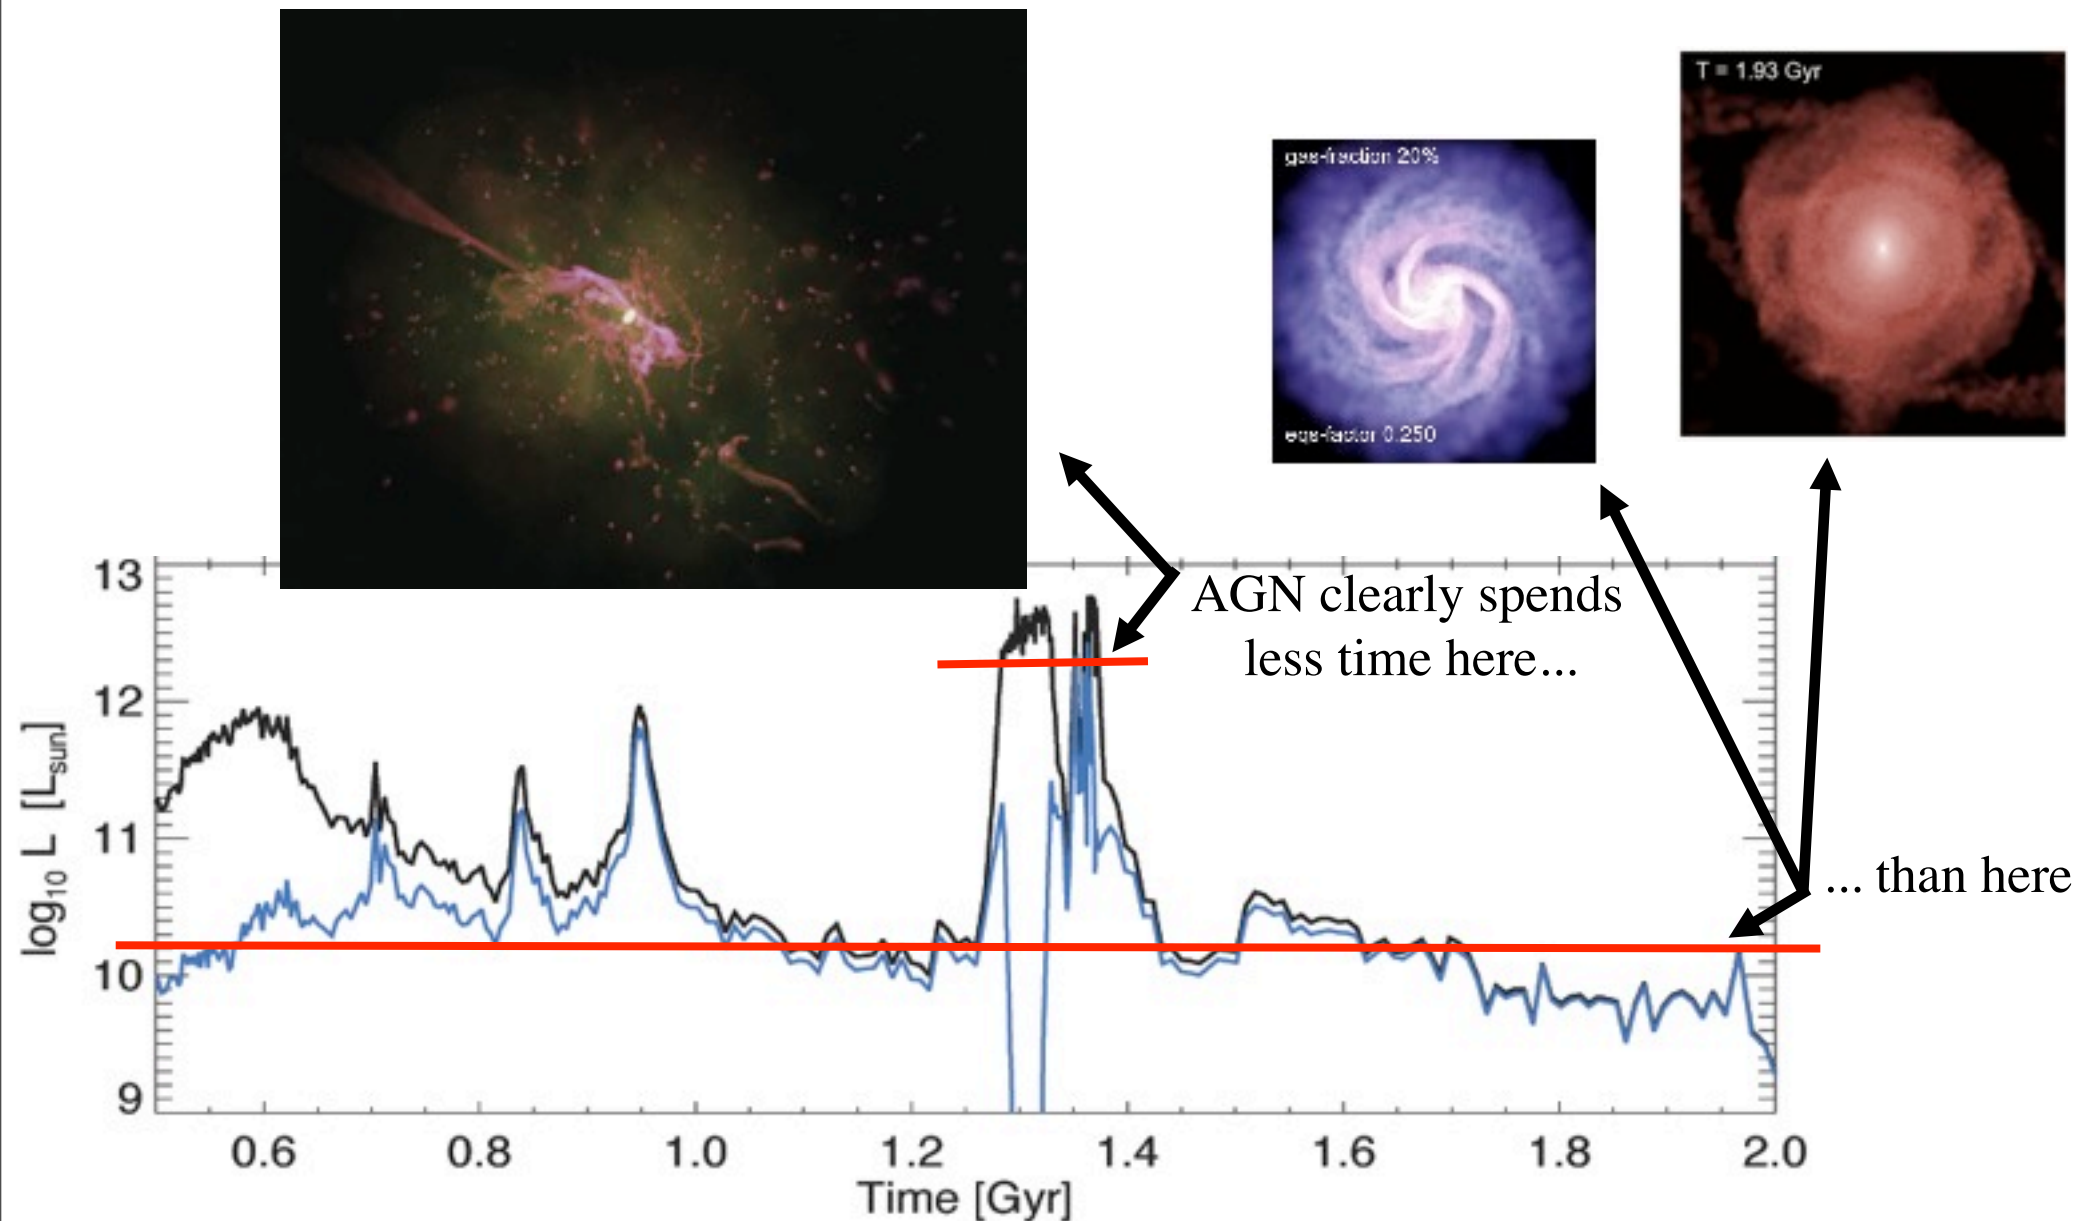 T = 1.93 Gyr
gas-fraction 20%
eqs-factor 0.250
AGN clearly spends
less time here...
... than here
log10 L [Lsun]
13
12
11
10
9
0.6 0.8 1.0 1.2 1.4 1.6 1.8 2.0
Time [Gyr]